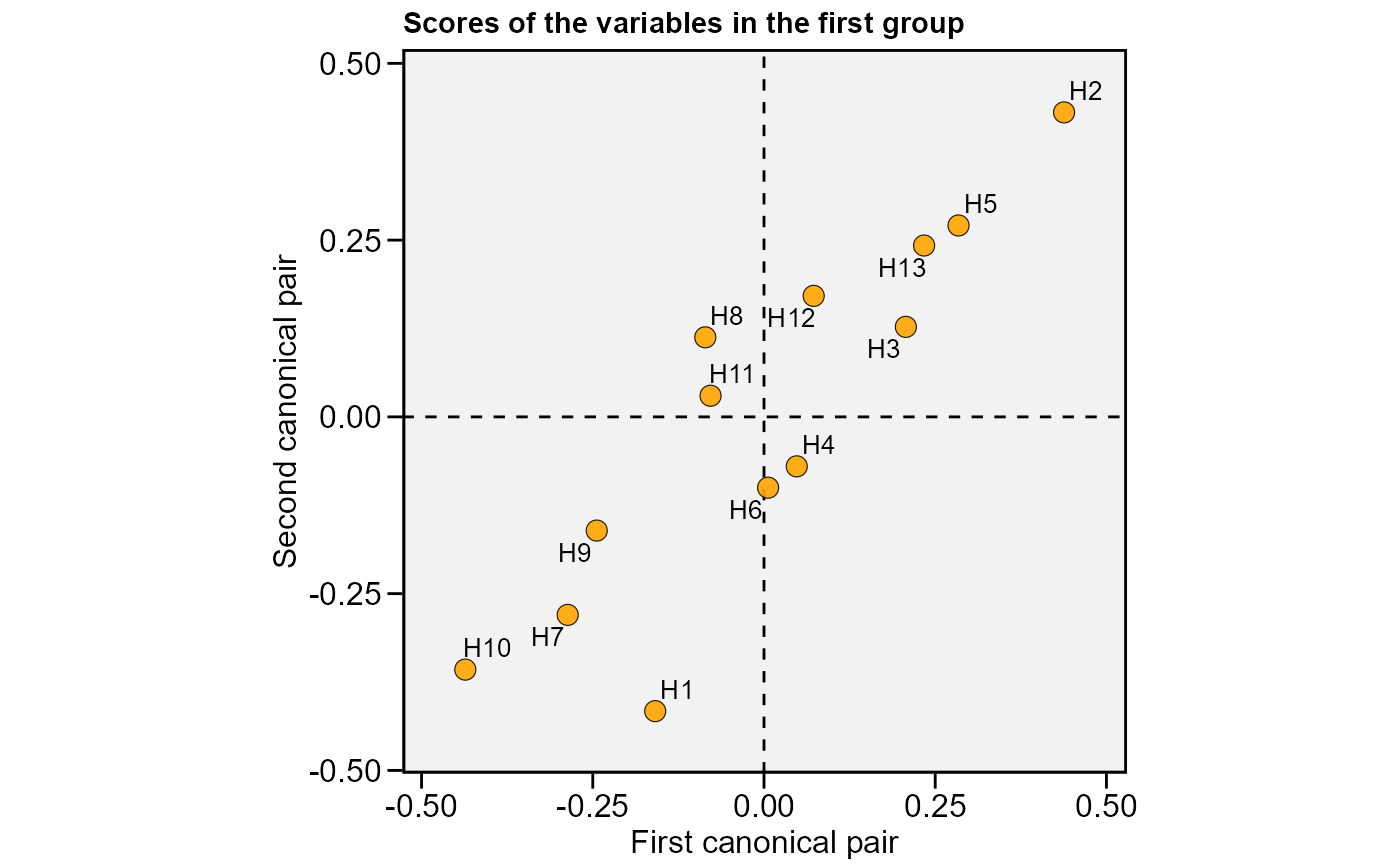 Scores of the variables in the first group
0.50
0.25
0.00
-0.25
-0.50
Second canonical pair
H2
H5
H13
H12
H8
H3
H11
H4
H6
H9
H7
H10
H1
-0.50 -0.25 0.00 0.25 0.50
First canonical pair